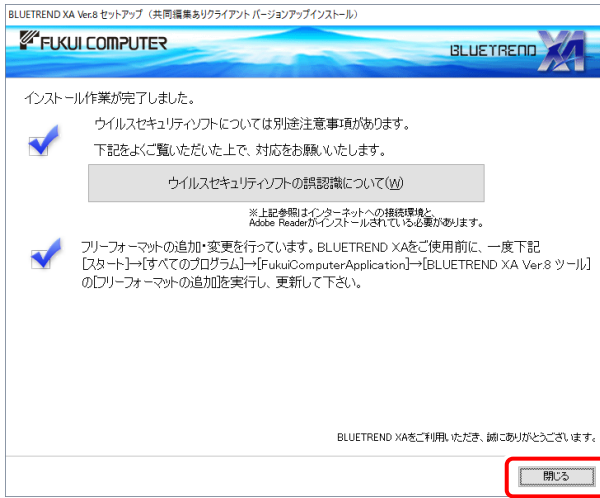 BLUETREND XA Ver.8 セットアップ（共同編集ありクライアント バージョンアップインストール）
FUKUI COMPUTER
BLUETREND XA
インストール作業が完了しました。
ウイルスセキュリティソフトについては別途注意事項があります。
下記をよくご覧いただいた上で、対応をお願いいたします。
ウイルスセキュリティソフトの誤認識について(W)
※上記参照はインターネットへの接続環境と、
Adobe Readerがインストールされている必要があります。
フリーフォーマットの追加・変更を行っています。BLUETREND XAをご使用前に、一度下記
[スタート]→[すべてのプログラム]→[FukuiComputerApplication]→[BLUETREND XA Ver.8 ツール]
の[フリーフォーマットの追加]を実行し、更新して下さい。
BLUETREND XAをご利用いただき、誠にありがとうございます。
閉じる